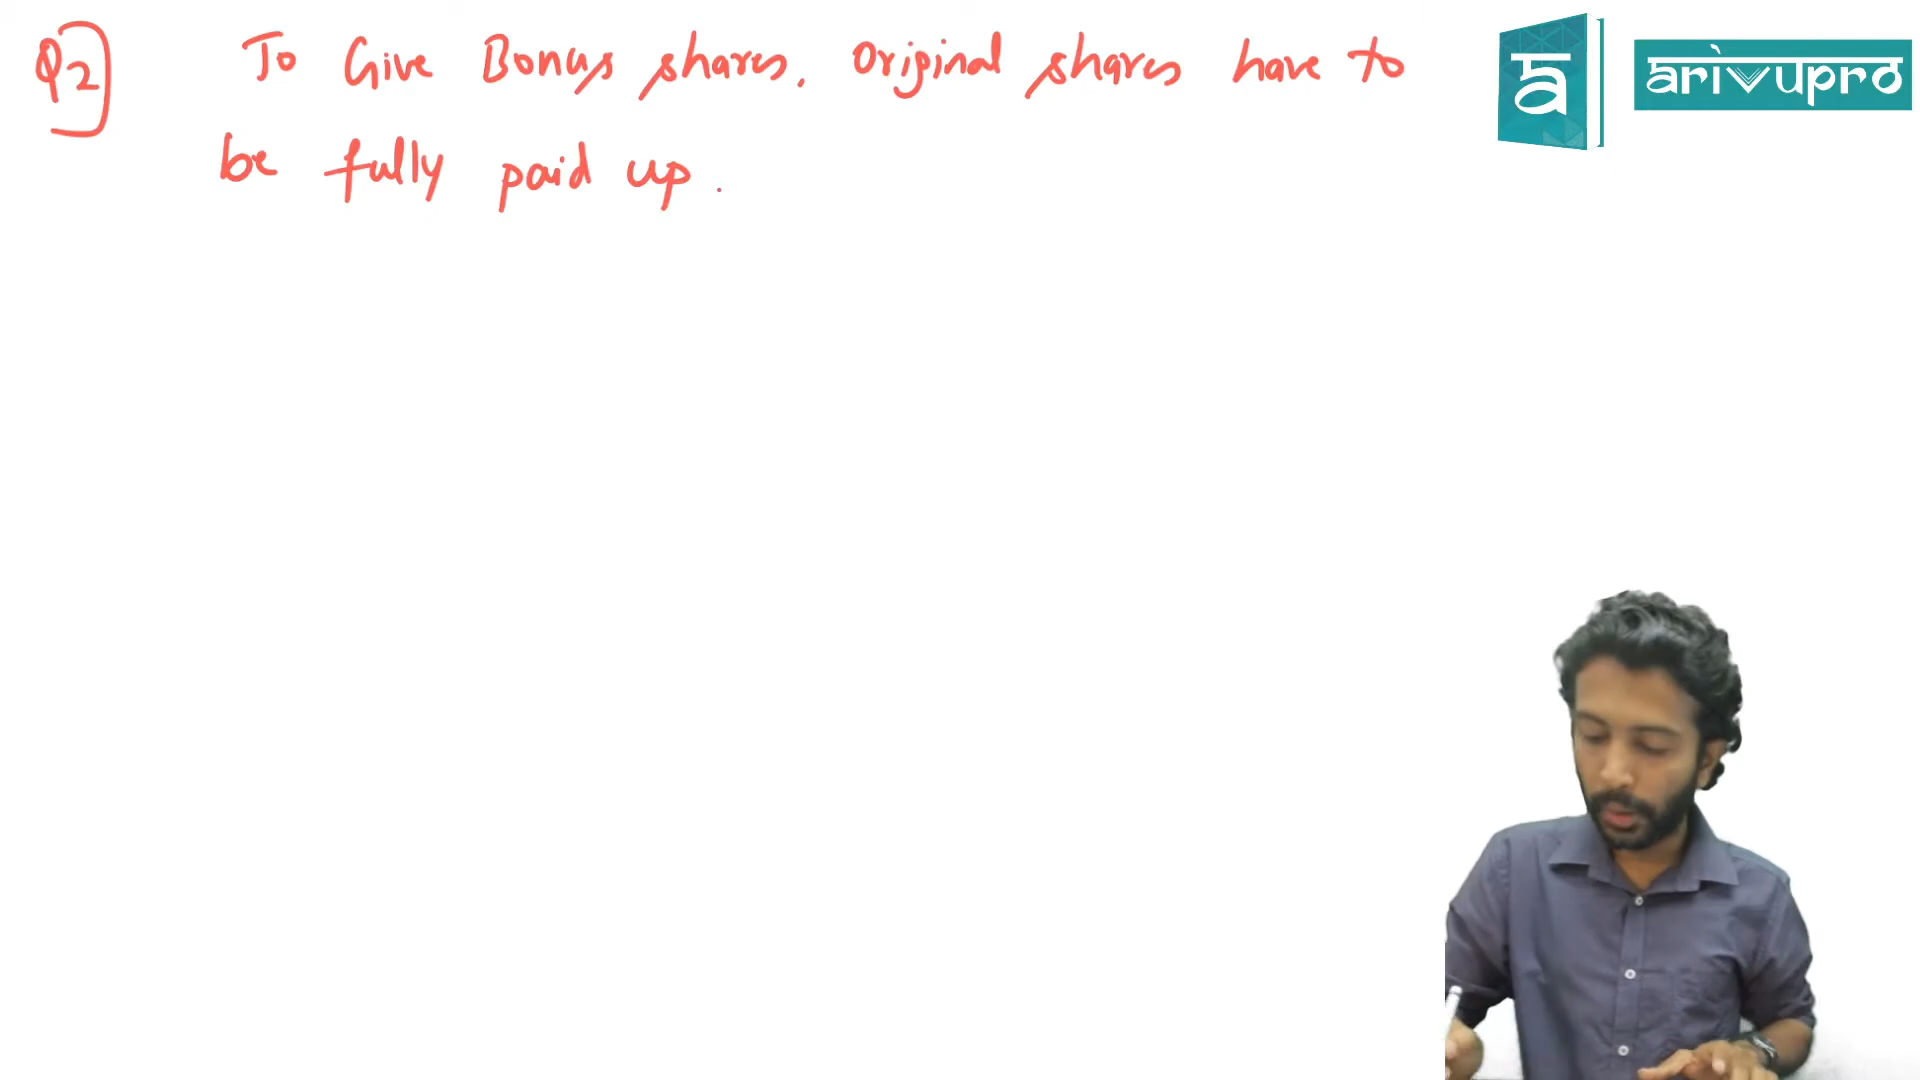 Q2] To Give Bonus shares. Original shares have to
be fully paid up.
a
arivupro